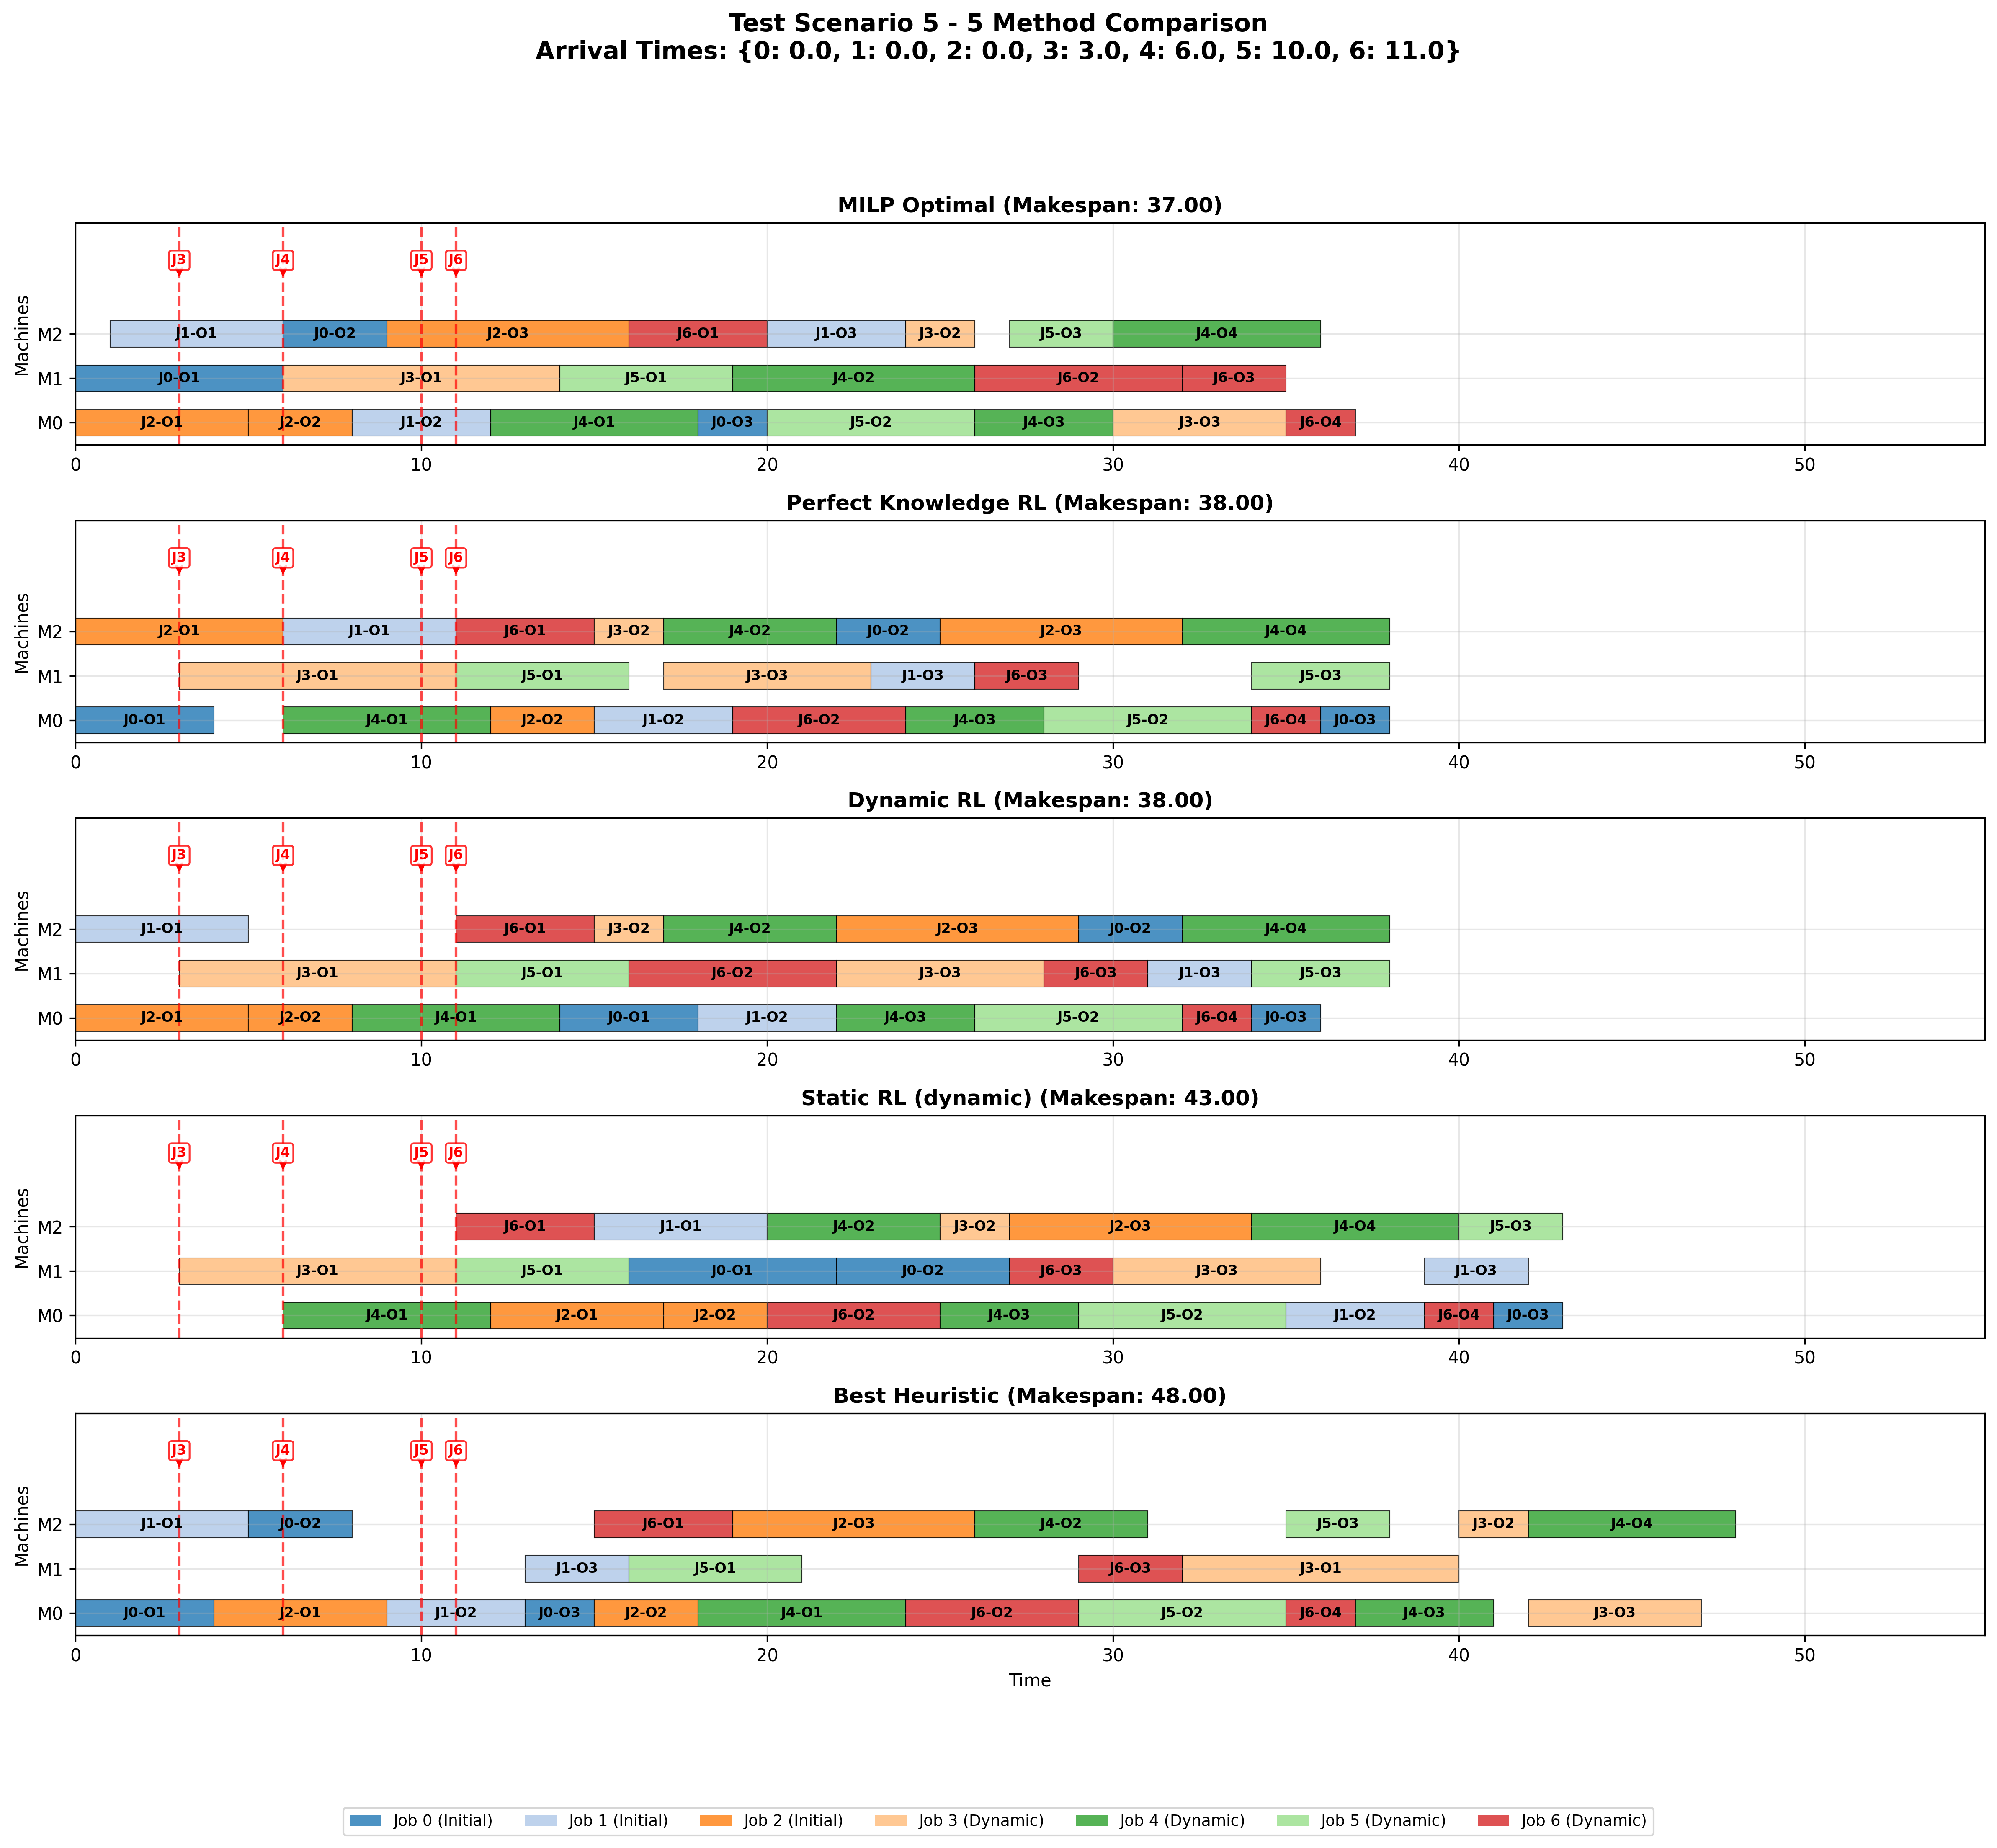 Test Scenario 5 - 5 Method Comparison
Arrival Times: {0: 0.0, 1: 0.0, 2: 0.0, 3: 3.0, 4: 6.0, 5: 10.0, 6: 11.0}
MILP Optimal (Makespan: 37.00)
J3 J4 J5 J6
Machines
M2 J1-O1 J0-O2 J2-O3 J6-O1 J1-O3 J3-O2 J5-O3 J4-O4
M1 J0-O1 J3-O1 J5-O1 J4-O2 J6-O2 J6-O3
M0 J2-O1 J2-O2 J1-O2 J4-O1 J0-O3 J5-O2 J4-O3 J3-O3 J6-O4
0 10 20 30 40 50
Perfect Knowledge RL (Makespan: 38.00)
J3 J4 J5 J6
Machines
M2 J2-O1 J1-O1 J6-O1 J3-O2 J4-O2 J0-O2 J2-O3 J4-O4
M1 J3-O1 J5-O1 J3-O3 J1-O3 J6-O3 J5-O3
M0 J0-O1 J4-O1 J2-O2 J1-O2 J6-O2 J4-O3 J5-O2 J6-O4 J0-O3
0 10 20 30 40 50
Dynamic RL (Makespan: 38.00)
J3 J4 J5 J6
Machines
M2 J1-O1 J6-O1 J3-O2 J4-O2 J2-O3 J0-O2 J4-O4
M1 J3-O1 J5-O1 J6-O2 J3-O3 J6-O3 J1-O3 J5-O3
M0 J2-O1 J2-O2 J4-O1 J0-O1 J1-O2 J4-O3 J5-O2 J6-O4 J0-O3
0 10 20 30 40 50
Static RL (dynamic) (Makespan: 43.00)
J3 J4 J5 J6
Machines
M2 J6-O1 J1-O1 J4-O2 J3-O2 J2-O3 J4-O4 J5-O3
M1 J3-O1 J5-O1 J0-O1 J0-O2 J6-O3 J3-O3 J1-O3
M0 J4-O1 J2-O1 J2-O2 J6-O2 J4-O3 J5-O2 J1-O2 J6-O4 J0-O3
0 10 20 30 40 50
Best Heuristic (Makespan: 48.00)
J3 J4 J5 J6
Machines
M2 J1-O1 J0-O2 J6-O1 J2-O3 J4-O2 J5-O3 J3-O2 J4-O4
M1 J1-O3 J5-O1 J6-O3 J3-O1
M0 J0-O1 J2-O1 J1-O2 J0-O3 J2-O2 J4-O1 J6-O2 J5-O2 J6-O4 J4-O3 J3-O3
0 10 20 30 40 50
Time
Job 0 (Initial) Job 1 (Initial) Job 2 (Initial) Job 3 (Dynamic) Job 4 (Dynamic) Job 5 (Dynamic) Job 6 (Dynamic)